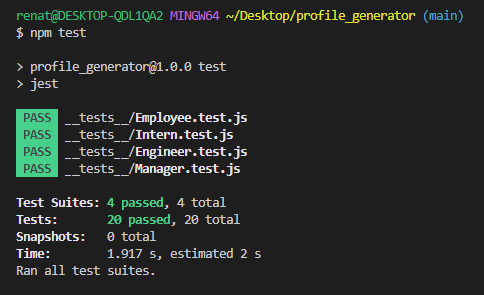 renat@DESKTOP-QDL1QA2 MINGW64 ~/Desktop/profile_generator (main)
$ npm test
> profile_generator@1.0.0 test
> jest
PASS __tests__/Employee.test.js
PASS __tests__/Intern.test.js
PASS __tests__/Engineer.test.js
PASS __tests__/Manager.test.js
Test Suites: 4 passed, 4 total
Tests: 20 passed, 20 total
Snapshots: 0 total
Time: 1.917 s, estimated 2 s
Ran all test suites.